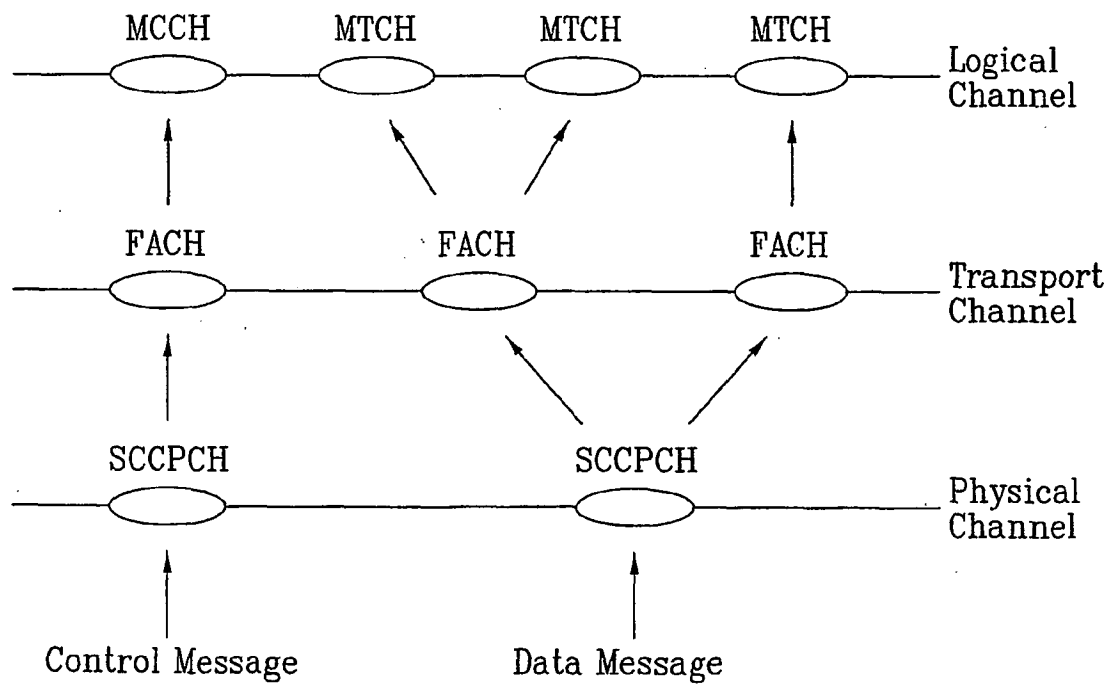 MCCH MTCH MTCH MTCH
Logical
Channel
FACH FACH FACH
Transport
Channel
SCCPCH SCCPCH
Physical
Channel
Control Message Data Message